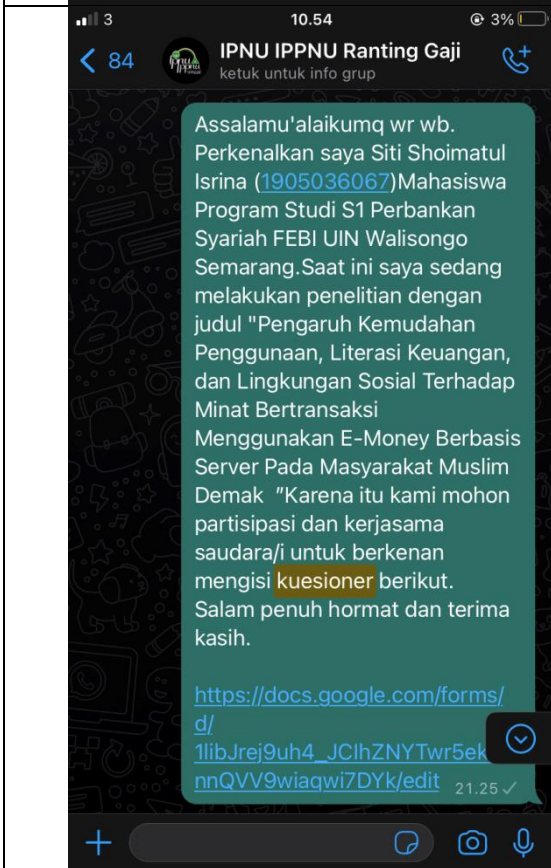 3
10.54
3%
84
IPNU IPPNU Ranting Gaji
ketuk untuk info grup
Assalamu'alaikumq wr wb.
Perkenalkan saya Siti Shoimatul
Isrina (1905036067)Mahasiswa
Program Studi S1 Perbankan
Syariah FEBI UIN Walisongo
Semarang.Saat ini saya sedang
melakukan penelitian dengan
judul "Pengaruh Kemudahan
Penggunaan, Literasi Keuangan,
dan Lingkungan Sosial Terhadap
Minat Bertransaksi
Menggunakan E-Money Berbasis
Server Pada Masyarakat Muslim
Demak "Karena itu kami mohon
partisipasi dan kerjasama
saudara/i untuk berkenan
mengisi kuesioner berikut.
Salam penuh hormat dan terima
kasih.
https://docs.google.com/forms/
d/
1libJrej9uh4_JCIhZNYTwr5ek
nnQVV9wiaqwi7DYk/edit 21.25